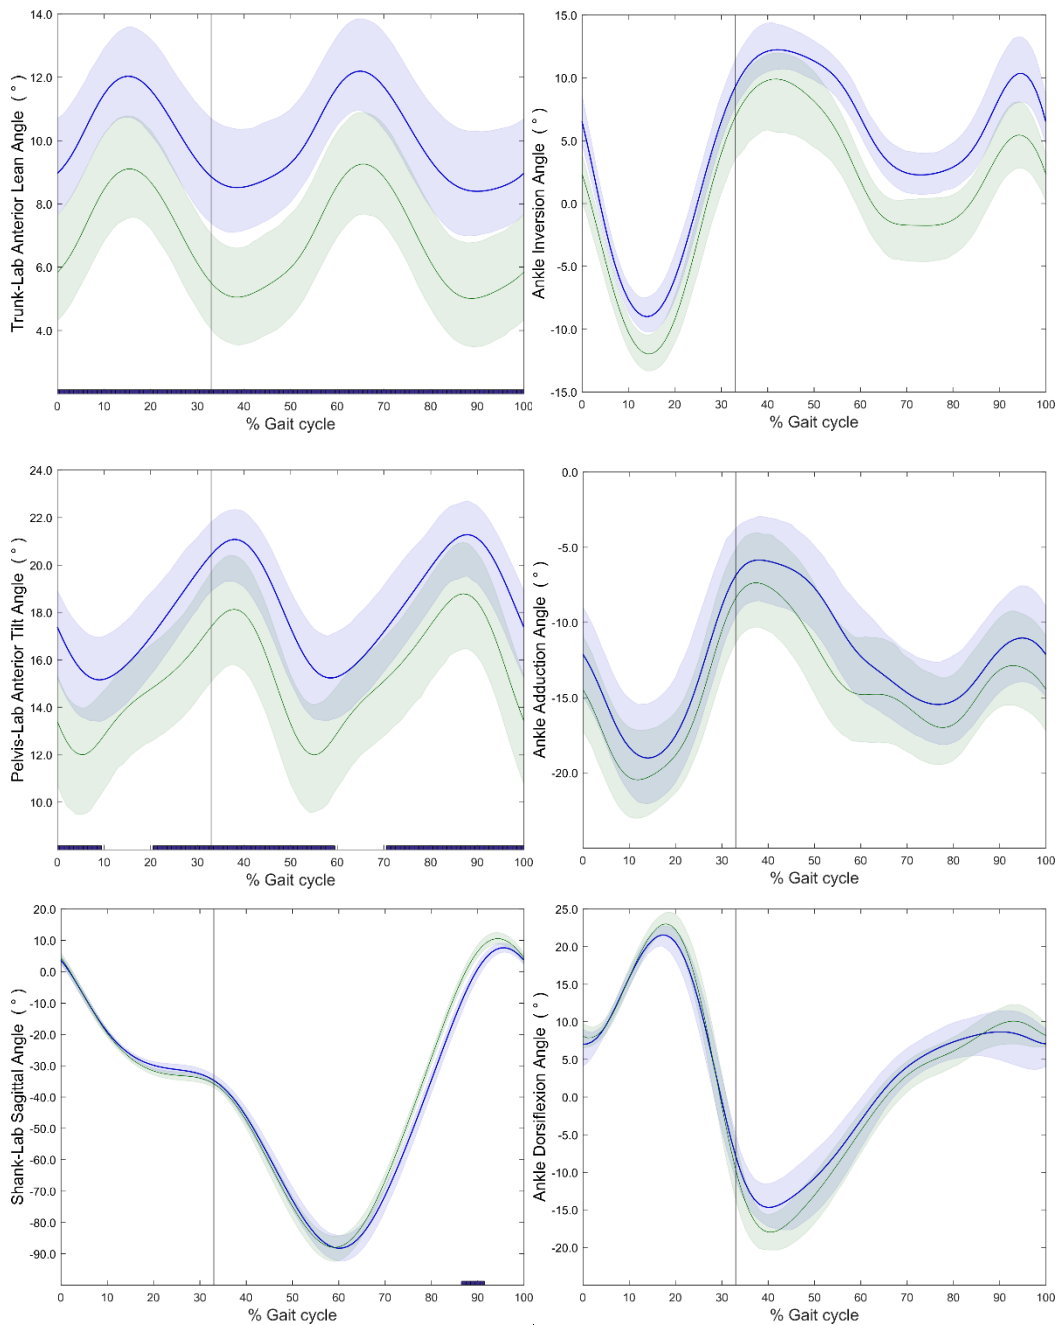 Trunk-Lab Anterior Lean Angle ( ° )
14.0
12.0
10.0
8.0
6.0
4.0
0 10 20 30 40 50 60 70 80 90 100
% Gait cycle
Ankle Inversion Angle ( ° )
15.0
10.0
5.0
0.0
-5.0
-10.0
-15.0
0 10 20 30 40 50 60 70 80 90 100
% Gait cycle
Pelvis-Lab Anterior Tilt Angle ( ° )
24.0
22.0
20.0
18.0
16.0
14.0
12.0
10.0
0 10 20 30 40 50 60 70 80 90 100
% Gait cycle
Ankle Adduction Angle ( ° )
0.0
-5.0
-10.0
-15.0
-20.0
0 10 20 30 40 50 60 70 80 90 100
% Gait cycle
Shank-Lab Sagittal Angle ( ° )
20.0
10.0
0.0
-10.0
-20.0
-30.0
-40.0
-50.0
-60.0
-70.0
-80.0
-90.0
0 10 20 30 40 50 60 70 80 90 100
% Gait cycle
Ankle Dorsiflexion Angle ( ° )
25.0
20.0
15.0
10.0
5.0
0.0
-5.0
-10.0
-15.0
-20.0
0 10 20 30 40 50 60 70 80 90 100
% Gait cycle